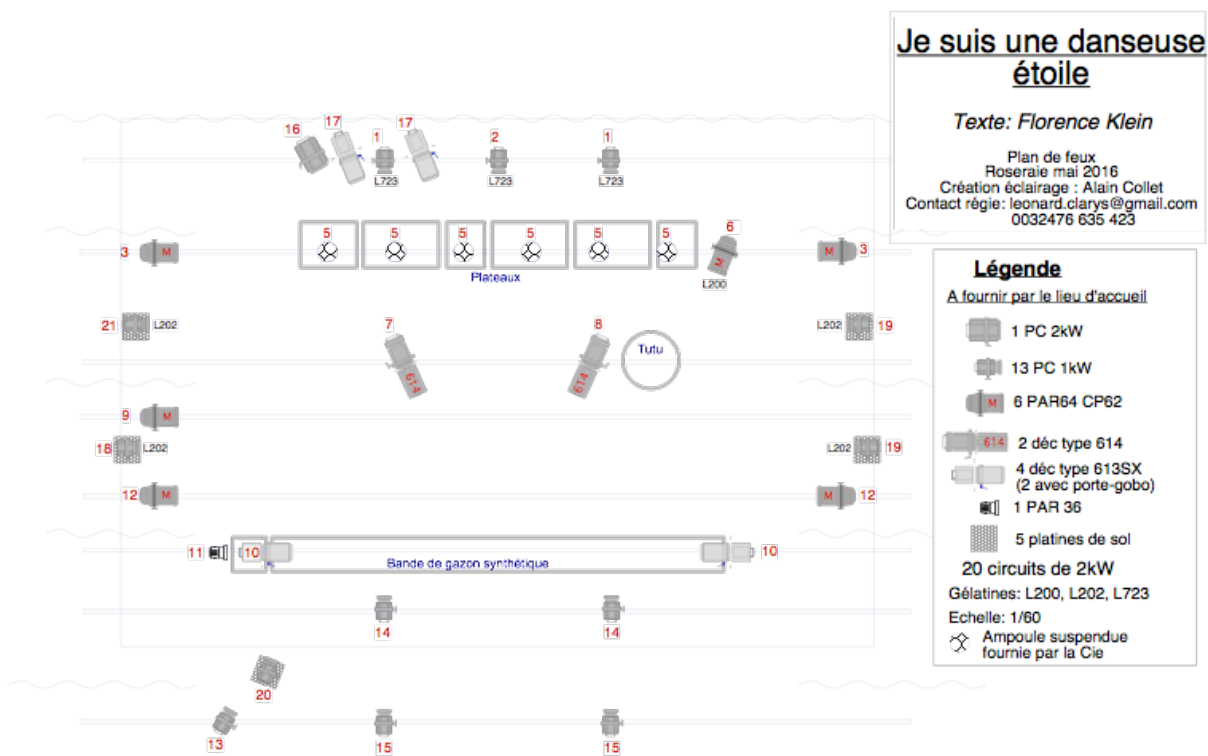 Je suis une danseuse
étoile
Texte: Florence Klein
Plan de feux
Roseraie mai 2016
Création éclairage : Alain Collet
Contact régie: leonard.clarys@gmail.com
0032476 635 423
16
17
1
17
2
1
L723
L723
L723
5
5
5
5
5
5
6
3
M
M
M
3
Plateaux
L200
21
L202
L202
19
7
8
614
614
Tutu
9
M
18
L202
L202
19
12
M
M
12
11
10
10
Bande de gazon synthétique
14
14
20
13
15
15
Légende
A fournir par le lieu d'accueil
1 PC 2kW
13 PC 1kW
M
6 PAR64 CP62
614
2 déc type 614
4 déc type 613SX
(2 avec porte-gobo)
1 PAR 36
5 platines de sol
20 circuits de 2kW
Gélatines: L200, L202, L723
Echelle: 1/60
Ampoule suspendue
fournie par la Cie